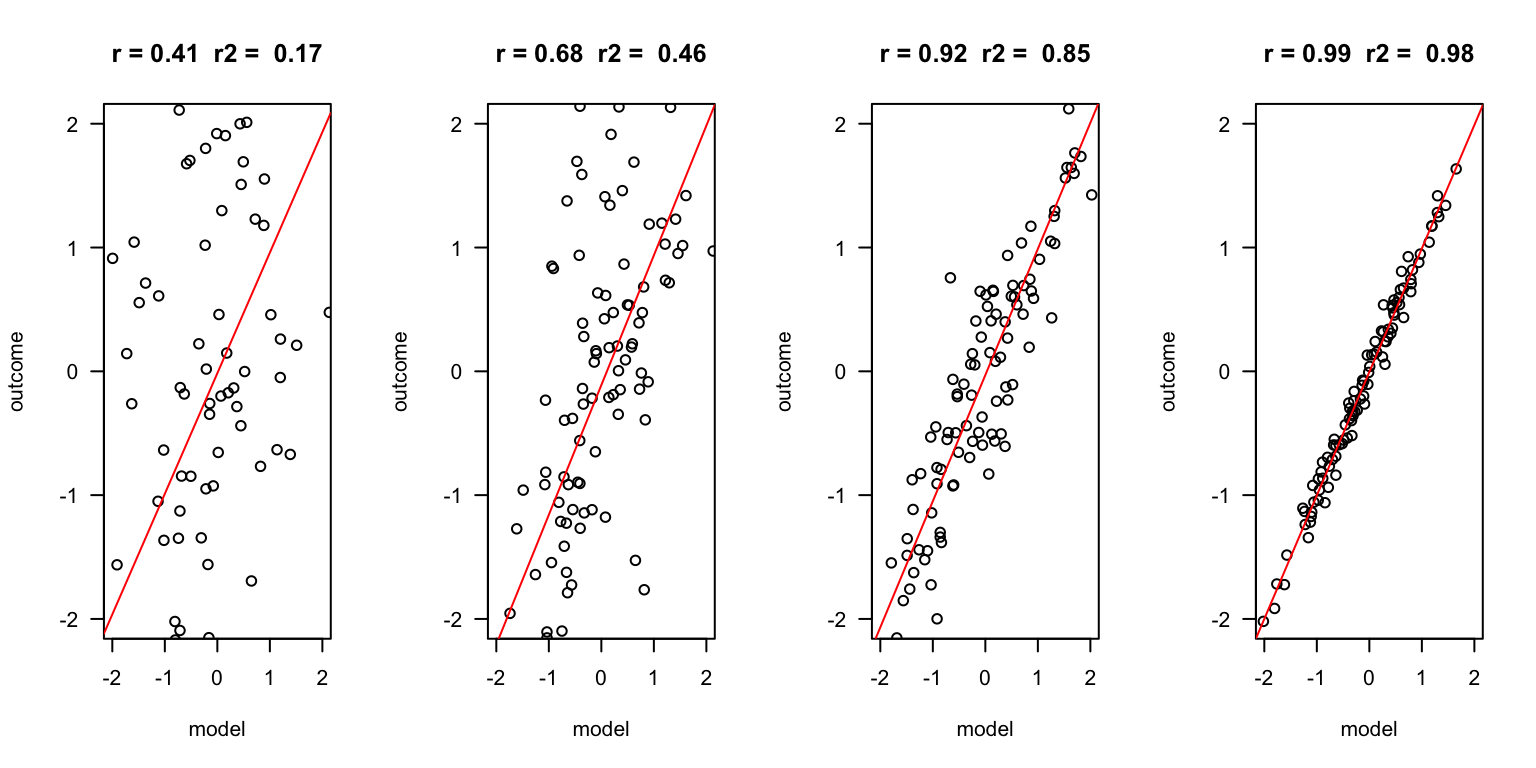 r = 0.41  r2 =  0.17
outcome
2
1
0
-1
-2
-2 -1 0 1 2
model
r = 0.68  r2 =  0.46
outcome
2
1
0
-1
-2
-2 -1 0 1 2
model
r = 0.92  r2 =  0.85
outcome
2
1
0
-1
-2
-2 -1 0 1 2
model
r = 0.99  r2 =  0.98
outcome
2
1
0
-1
-2
-2 -1 0 1 2
model